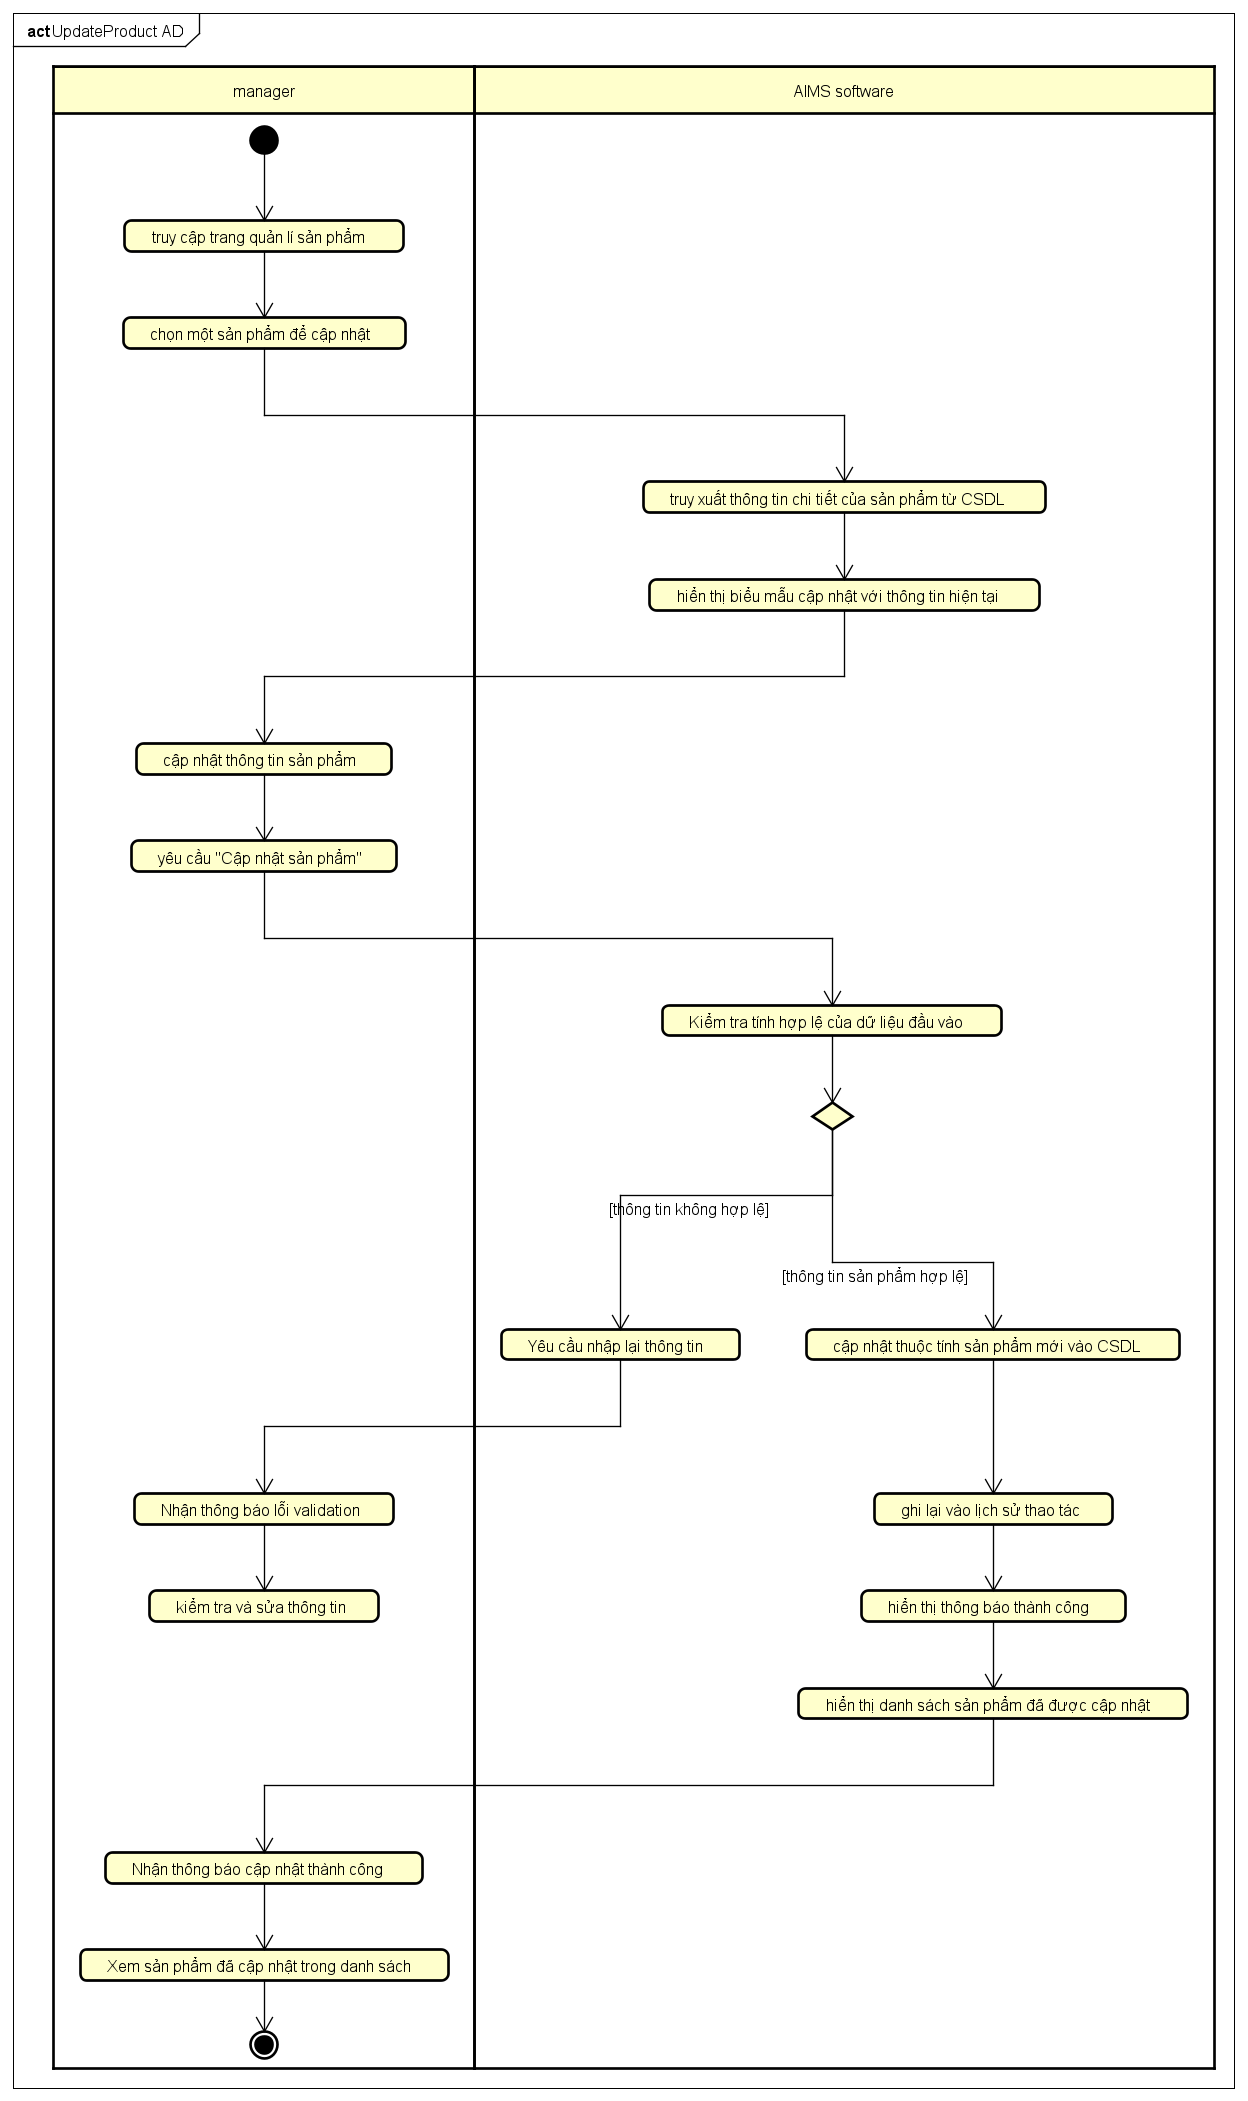 act UpdateProduct AD
manager
AIMS software
truy cập trang quản lí sản phẩm
chọn một sản phẩm để cập nhật
truy xuất thông tin chi tiết của sản phẩm từ CSDL
hiển thị biểu mẫu cập nhật với thông tin hiện tại
cập nhật thông tin sản phẩm
yêu cầu "Cập nhật sản phẩm"
Kiểm tra tính hợp lệ của dữ liệu đầu vào
[thông tin không hợp lệ]
[thông tin sản phẩm hợp lệ]
Yêu cầu nhập lại thông tin
cập nhật thuộc tính sản phẩm mới vào CSDL
Nhận thông báo lỗi validation
ghi lại vào lịch sử thao tác
kiểm tra và sửa thông tin
hiển thị thông báo thành công
hiển thị danh sách sản phẩm đã được cập nhật
Nhận thông báo cập nhật thành công
Xem sản phẩm đã cập nhật trong danh sách